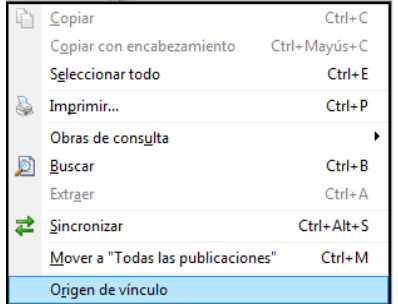 Copiar Ctrl+C
Copiar con encabezamiento Ctrl+Mayús+C
Seleccionar todo Ctrl+E
Imprimir... Ctrl+P
Obras de consulta
Buscar Ctrl+B
Extraer Ctrl+A
Sincronizar Ctrl+Alt+S
Mover a "Todas las publicaciones" Ctrl+M
Origen de vínculo